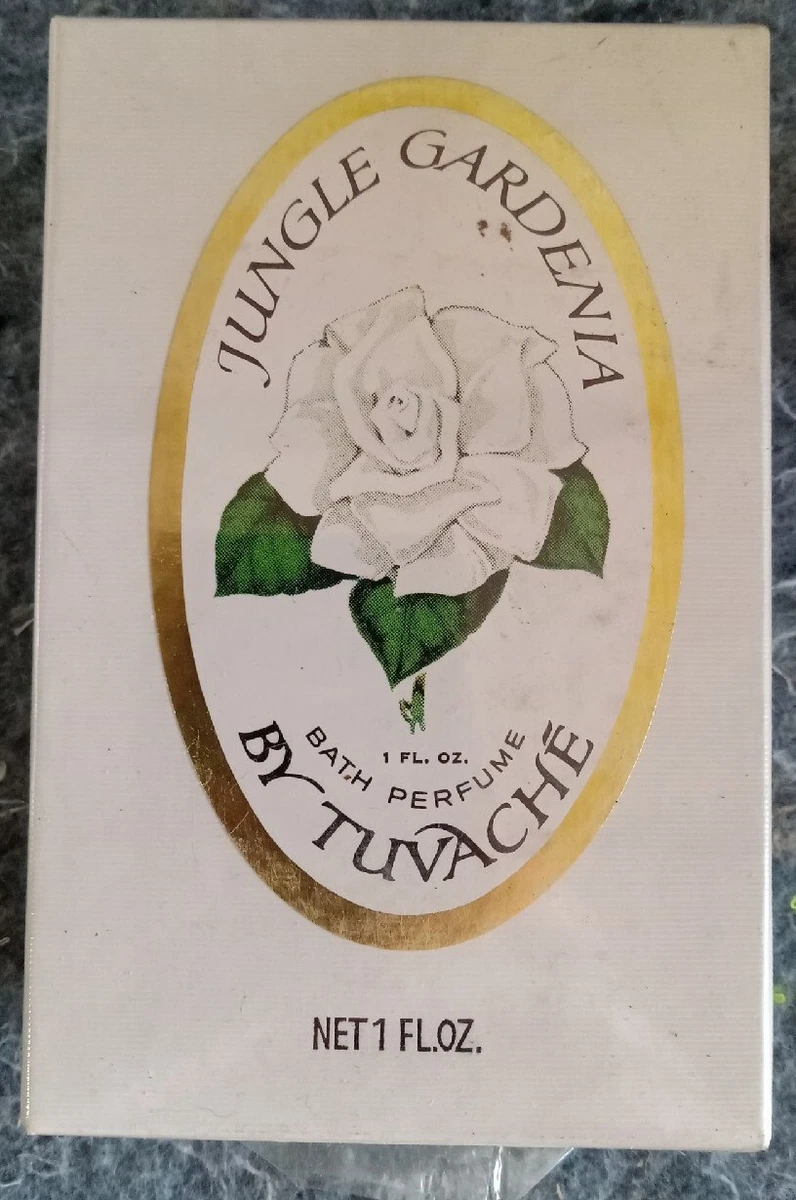 JUNGLE GARDENIA
1 FL. OZ.
BATH PERFUME
BY TUVACHÉ
NET 1 FL.OZ.